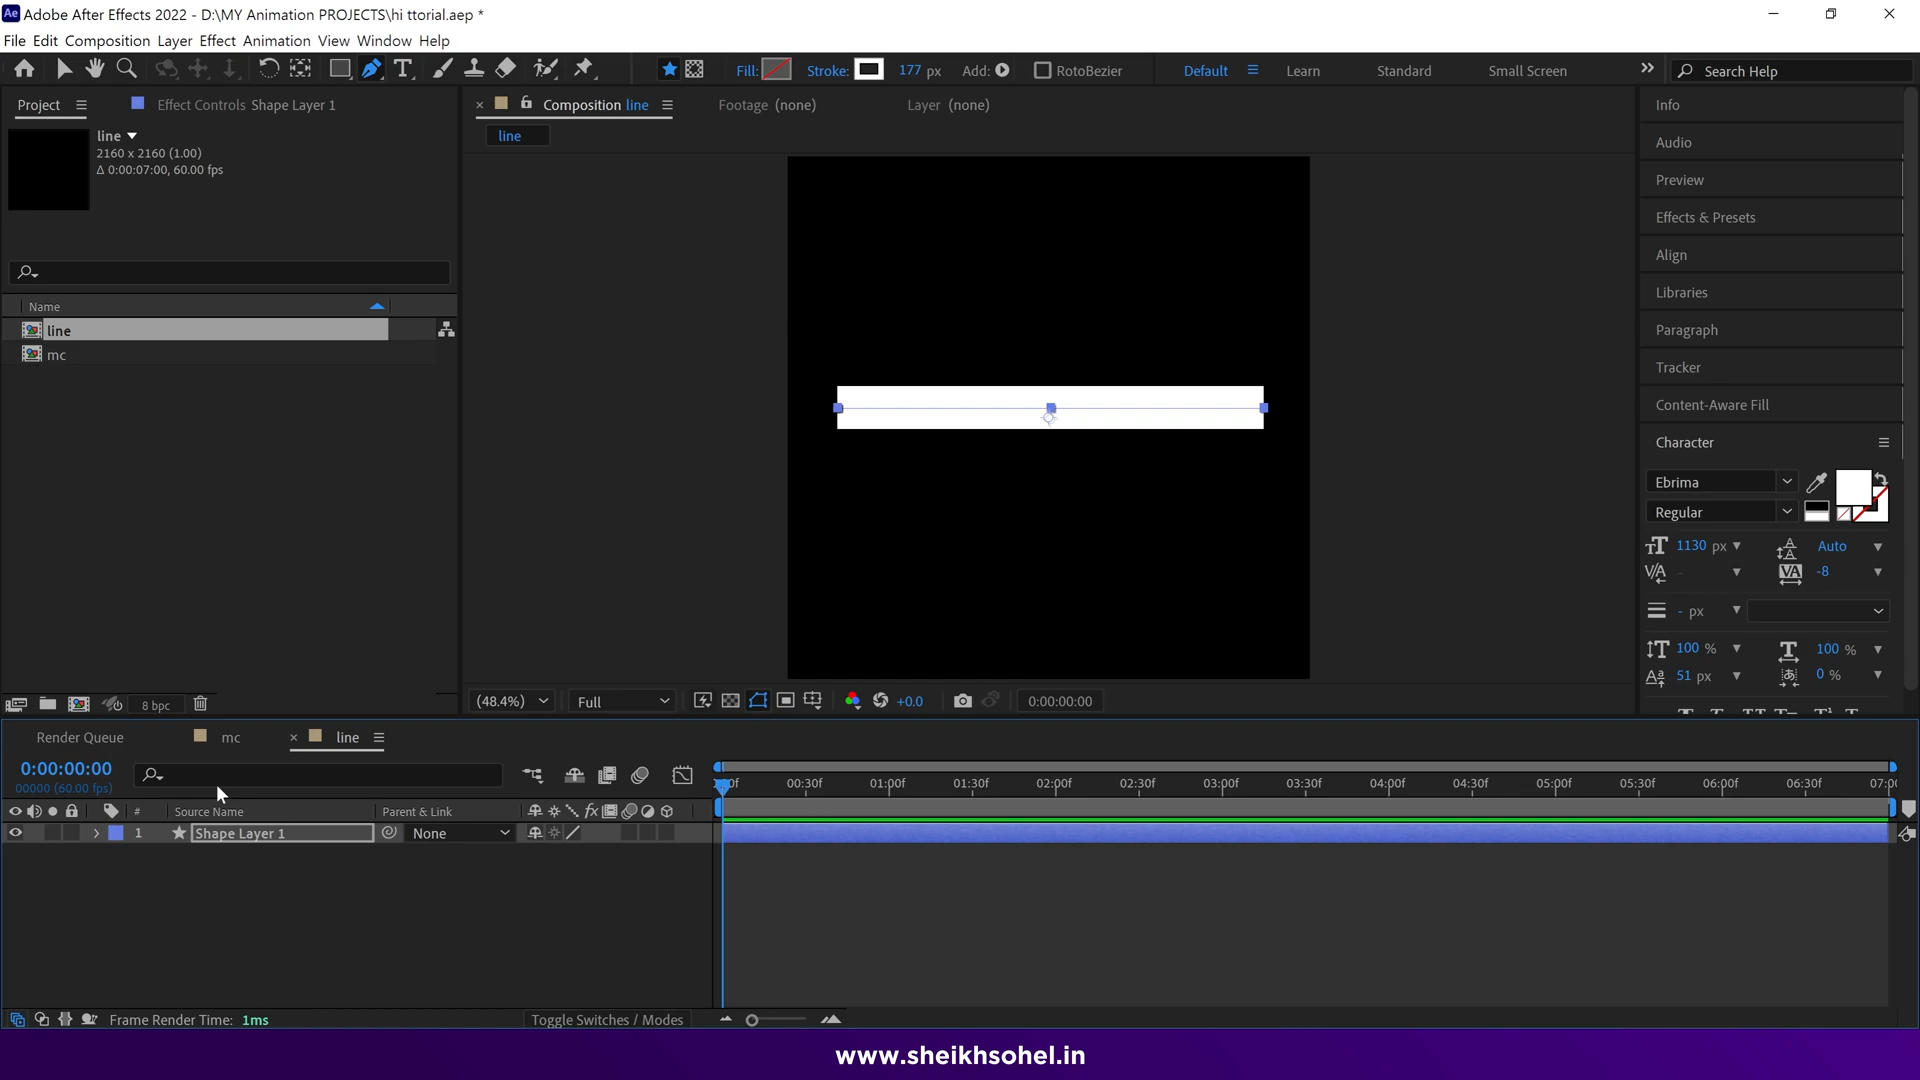 Adobe After Effects 2022 - D:\MY Animation PROJECTS\hi ttorial.aep *
File Edit Composition Layer Effect Animation View Window Help
Fill: Stroke: 177 px Add: RotoBezier Default Learn Standard Small Screen Search Help
Project Effect Controls Shape Layer 1 Composition line Footage (none) Layer (none)
line
2160 x 2160 (1.00)
Δ 0:00:07:00, 60.00 fps
line
Name
line
mc
8 bpc
(48.4%) Full +0.0 0:00:00:00
Info
Audio
Preview
Effects & Presets
Align
Libraries
Paragraph
Tracker
Content-Aware Fill
Character
Ebrima
Regular
1130 px Auto
- -8
- px
100 % 100 %
51 px 0 %
Render Queue mc line
0:00:00:00
00000 (60.00 fps)
00f 00:30f 01:00f 01:30f 02:00f 02:30f 03:00f 03:30f 04:00f 04:30f 05:00f 05:30f 06:00f 06:30f 07:00
# Source Name Parent & Link
1 Shape Layer 1 None
Frame Render Time: 1ms Toggle Switches / Modes
www.sheikhsohel.in